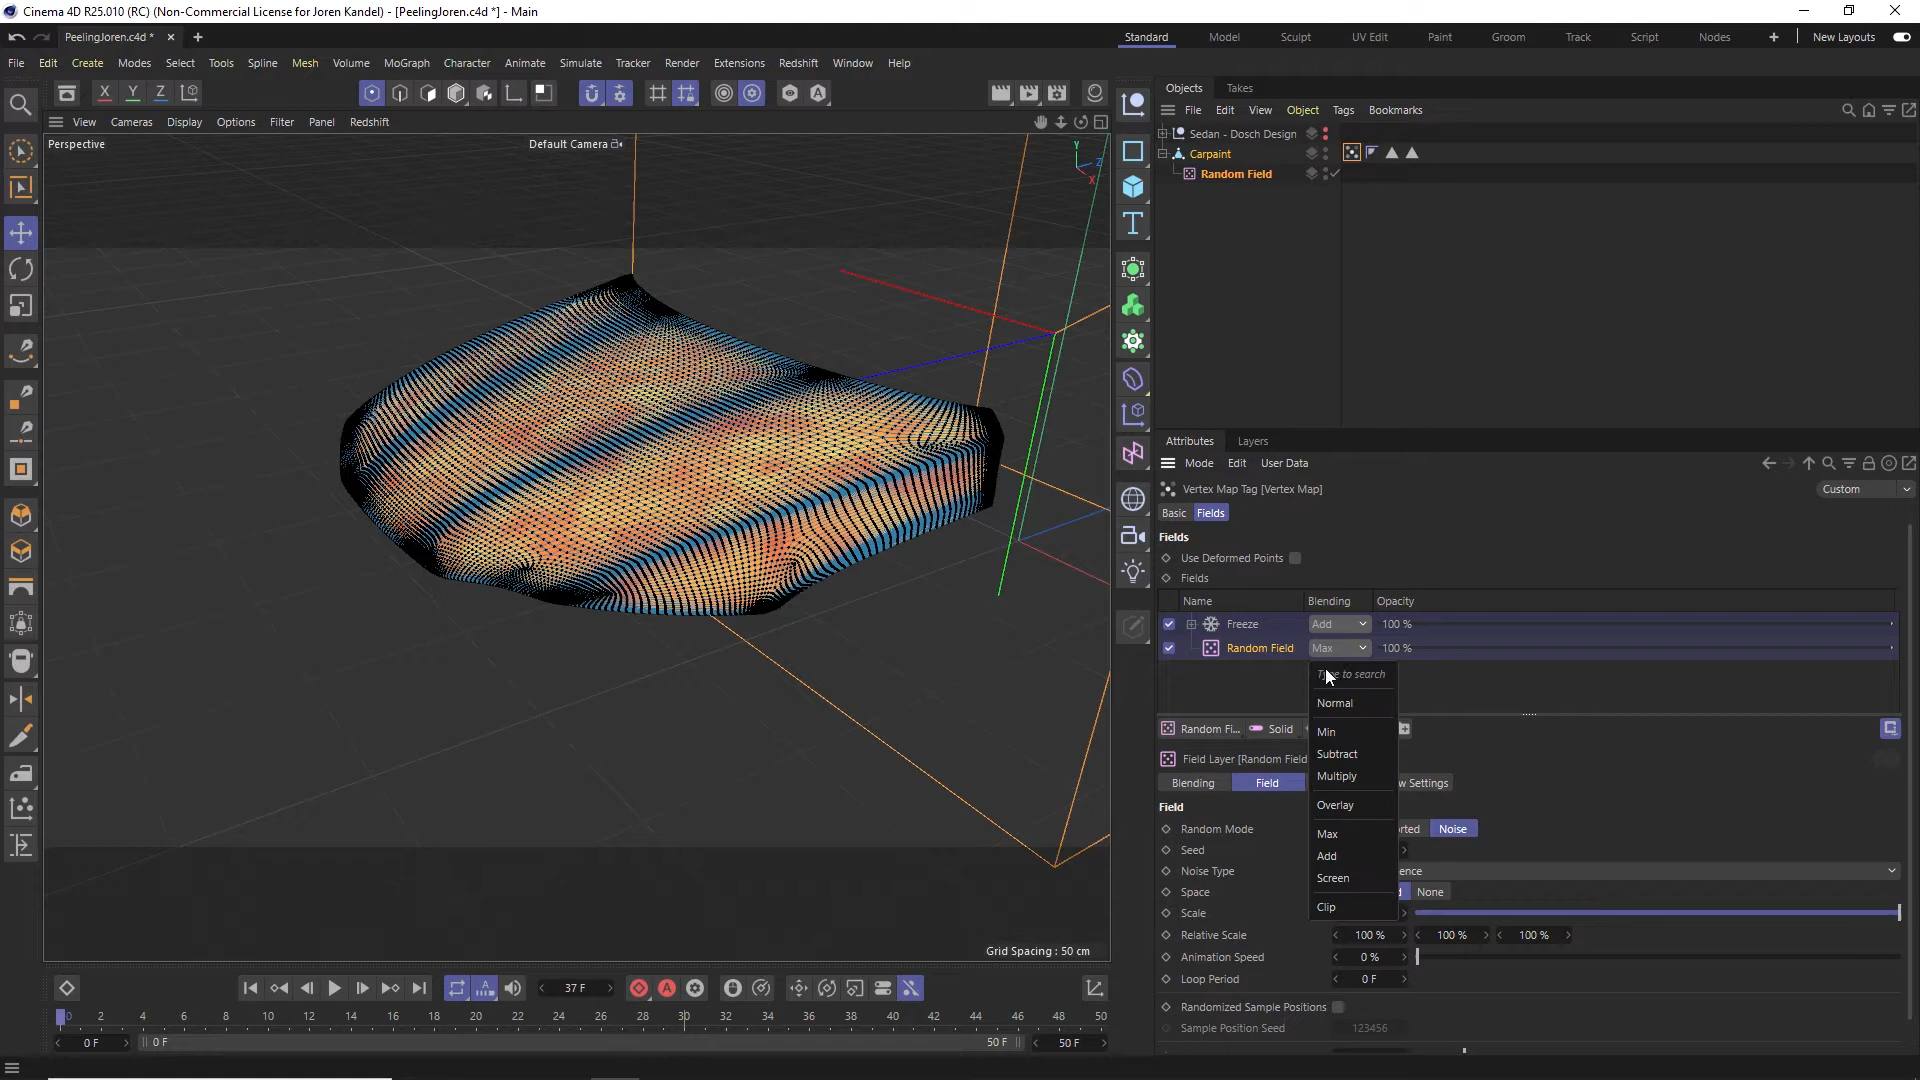 Cinema 4D R25.010 (RC) (Non-Commercial License for Joren Kandel) - [PeelingJoren.c4d *] - Main
PeelingJoren.c4d *
Standard Model Sculpt UV Edit Paint Groom Track Script Nodes New Layouts
File Edit Create Modes Select Tools Spline Mesh Volume MoGraph Character Animate Simulate Tracker Render Extensions Redshift Window Help
X Y Z
Objects Takes
File Edit View Object Tags Bookmarks
View Cameras Display Options Filter Panel Redshift
Perspective
Default Camera
Y
Z
X
Sedan - Dosch Design
Carpaint
Random Field
Attributes Layers
Mode Edit User Data
Vertex Map Tag [Vertex Map]
Custom
Basic Fields
Fields
Use Deformed Points
Fields
Name Blending Opacity
Freeze Add 100 %
Random Field Max 100 %
to search
Normal
Min
Subtract
Multiply
Overlay
Max
Add
Screen
Clip
Random Fi... Solid
Field Layer [Random Field
Blending Field w Settings
Field
Random Mode rted Noise
Seed
Noise Type ence
Space d None
Scale
Relative Scale 100 % 100 % 100 %
Animation Speed 0 %
Loop Period 0 F
Randomized Sample Positions
Sample Position Seed 123456
Grid Spacing : 50 cm
37 F
0 2 4 6 8 10 12 14 16 18 20 22 24 26 28 30 32 34 36 38 40 42 44 46 48 50
0 F 0 F 50 F 50 F